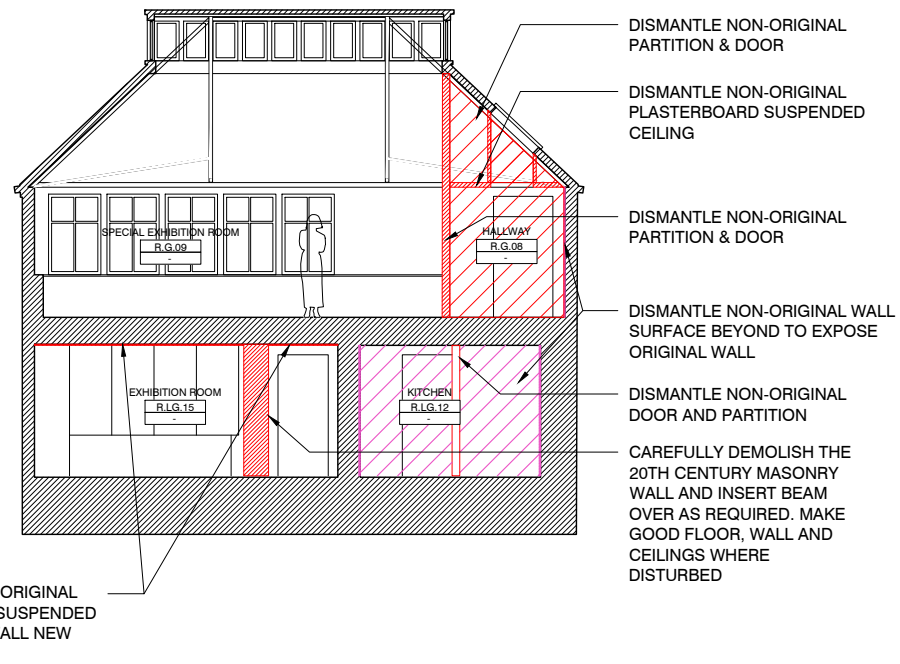 DISMANTLE NON-ORIGINAL
PARTITION & DOOR
DISMANTLE NON-ORIGINAL
PLASTERBOARD SUSPENDED
CEILING
DISMANTLE NON-ORIGINAL
PARTITION & DOOR
SPECIAL EXHIBITION ROOM
R.G.09
-
HALLWAY
R.G.08
-
DISMANTLE NON-ORIGINAL WALL
SURFACE BEYOND TO EXPOSE
ORIGINAL WALL
EXHIBITION ROOM
R.LG.15
-
KITCHEN
R.LG.12
-
DISMANTLE NON-ORIGINAL
DOOR AND PARTITION
CAREFULLY DEMOLISH THE
20TH CENTURY MASONRY
WALL AND INSERT BEAM
OVER AS REQUIRED. MAKE
GOOD FLOOR, WALL AND
CEILINGS WHERE
DISTURBED
ORIGINAL
SUSPENDED
ALL NEW